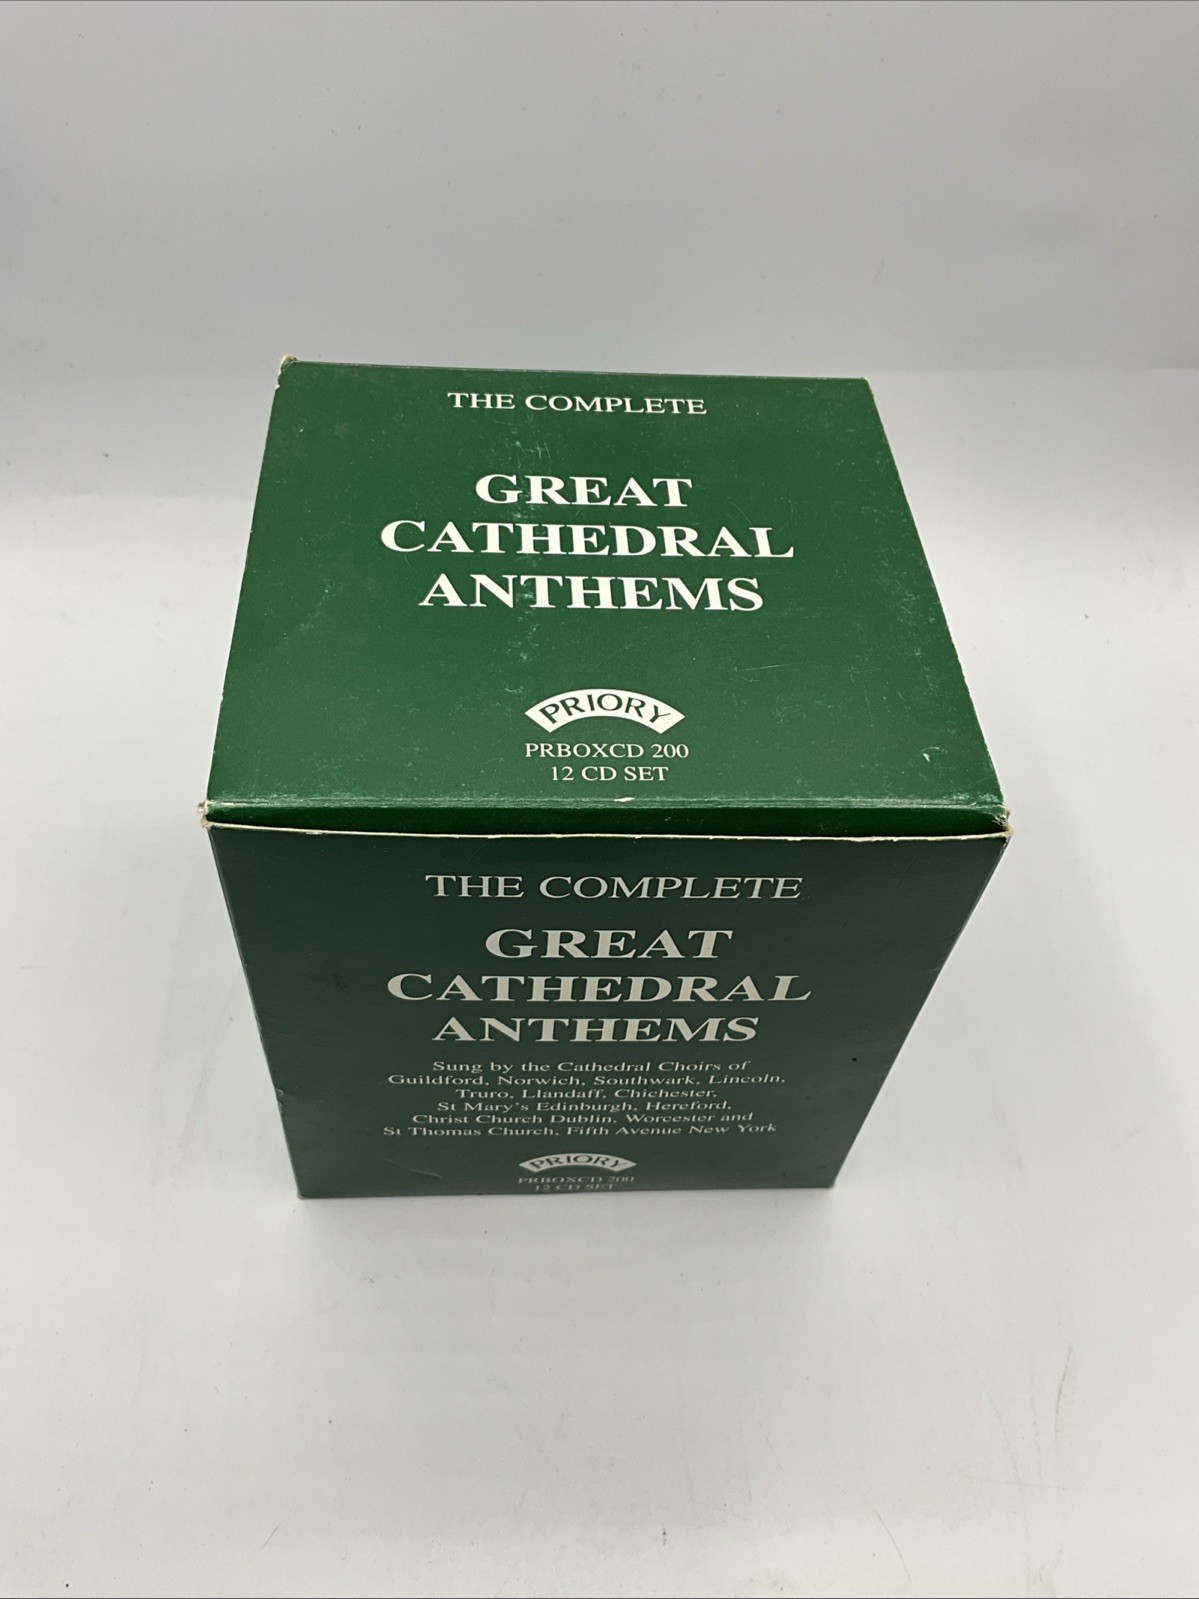 THE COMPLETE
GREAT
CATHEDRAL
ANTHEMS
PRIORY
PRBOXCD 200
12 CD SET
THE COMPLETE
GREAT
CATHEDRAL
ANTHEMS
Sung by the Cathedral Choirs of
Guildford, Norwich, Southwark, Lincoln,
Truro, Llandaff, Chichester,
St Mary's Edinburgh, Hereford,
Christ Church Dublin, Worcester and
St Thomas Church, Fifth Avenue New York
PRIORY
PRBOXCD 200
12 CD SET